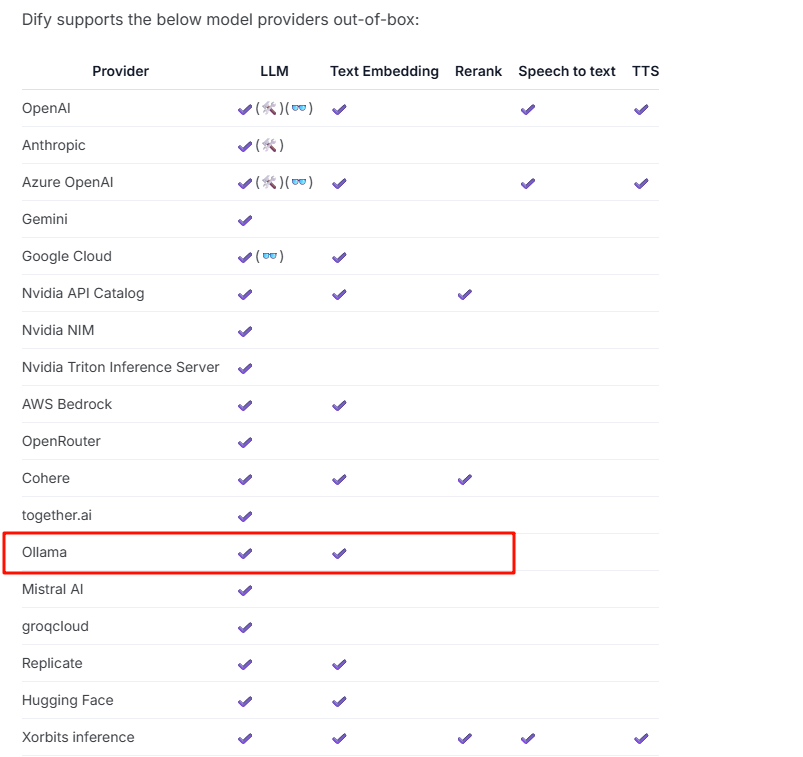 Dify supports the below model providers out-of-box:
Provider LLM Text Embedding Rerank Speech to text TTS
OpenAI ✔(🛠️)(👓) ✔ ✔ ✔
Anthropic ✔(🛠️)
Azure OpenAI ✔(🛠️)(👓) ✔ ✔ ✔
Gemini ✔
Google Cloud ✔(👓) ✔
Nvidia API Catalog ✔ ✔ ✔
Nvidia NIM ✔
Nvidia Triton Inference Server ✔
AWS Bedrock ✔ ✔
OpenRouter ✔
Cohere ✔ ✔ ✔
together.ai ✔
Ollama ✔ ✔
Mistral AI ✔
groqcloud ✔
Replicate ✔ ✔
Hugging Face ✔ ✔
Xorbits inference ✔ ✔ ✔ ✔ ✔